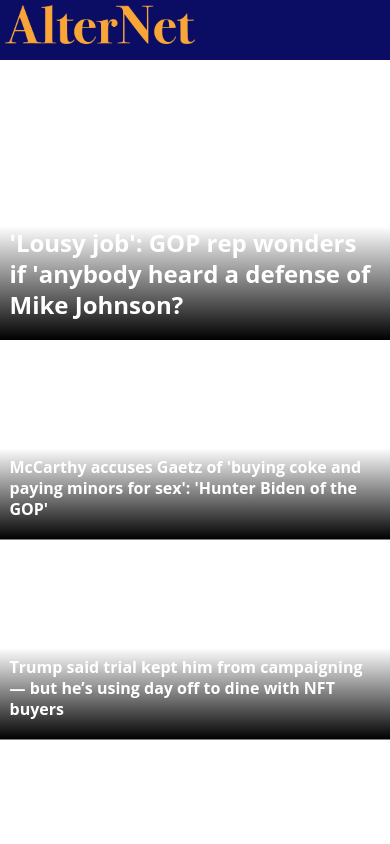 AlterNet
'Lousy job': GOP rep wonders
if 'anybody heard a defense of
Mike Johnson?
McCarthy accuses Gaetz of 'buying coke and
paying minors for sex': 'Hunter Biden of the
GOP'
Trump said trial kept him from campaigning
— but he’s using day off to dine with NFT
buyers